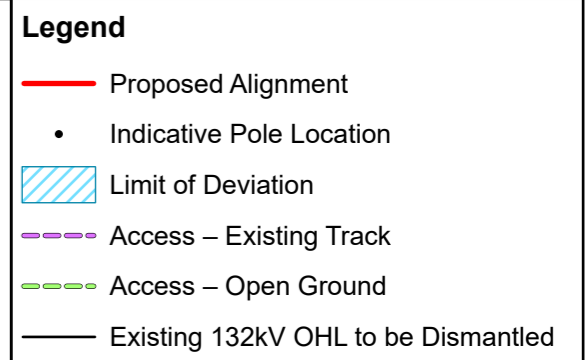 Legend
Proposed Alignment
Indicative Pole Location
Limit of Deviation
Access – Existing Track
Access – Open Ground
Existing 132kV OHL to be Dismantled